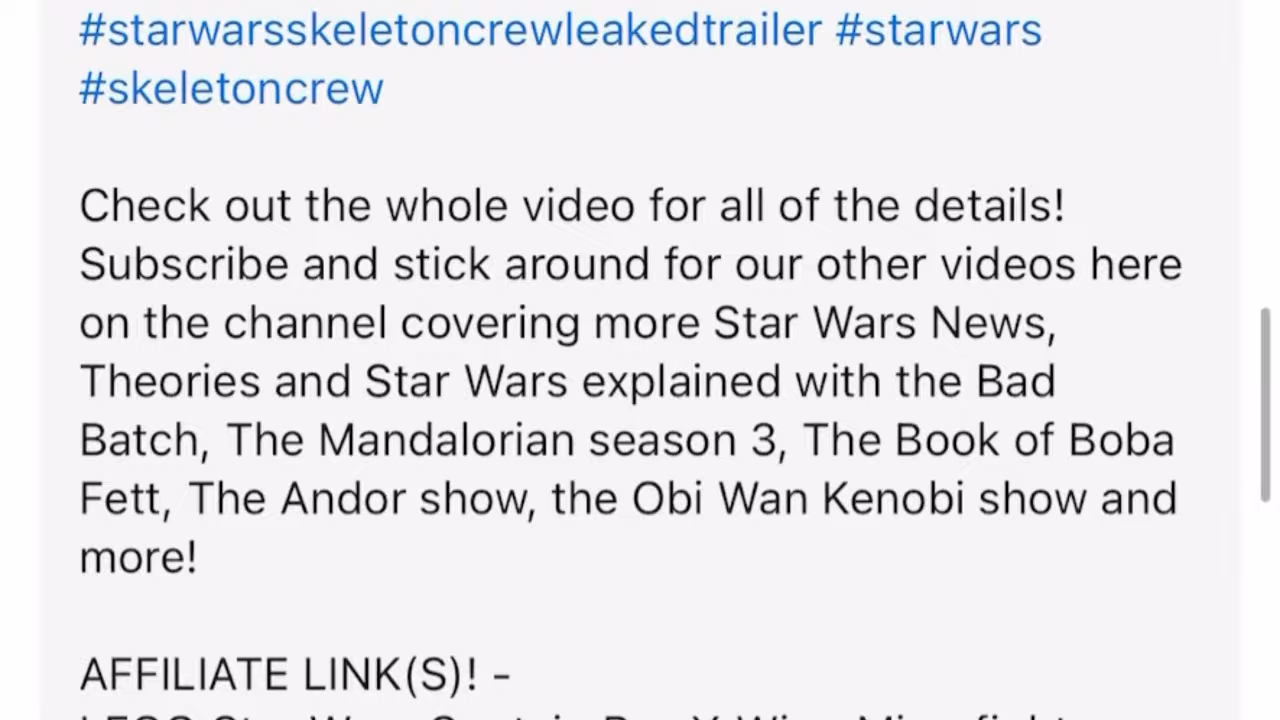 #starwarsskeletoncrewleakedtrailer #starwars
#skeletoncrew
Check out the whole video for all of the details!
Subscribe and stick around for our other videos here
on the channel covering more Star Wars News,
Theories and Star Wars explained with the Bad
Batch, The Mandalorian season 3, The Book of Boba
Fett, The Andor show, the Obi Wan Kenobi show and
more!
AFFILIATE LINK(S)! -